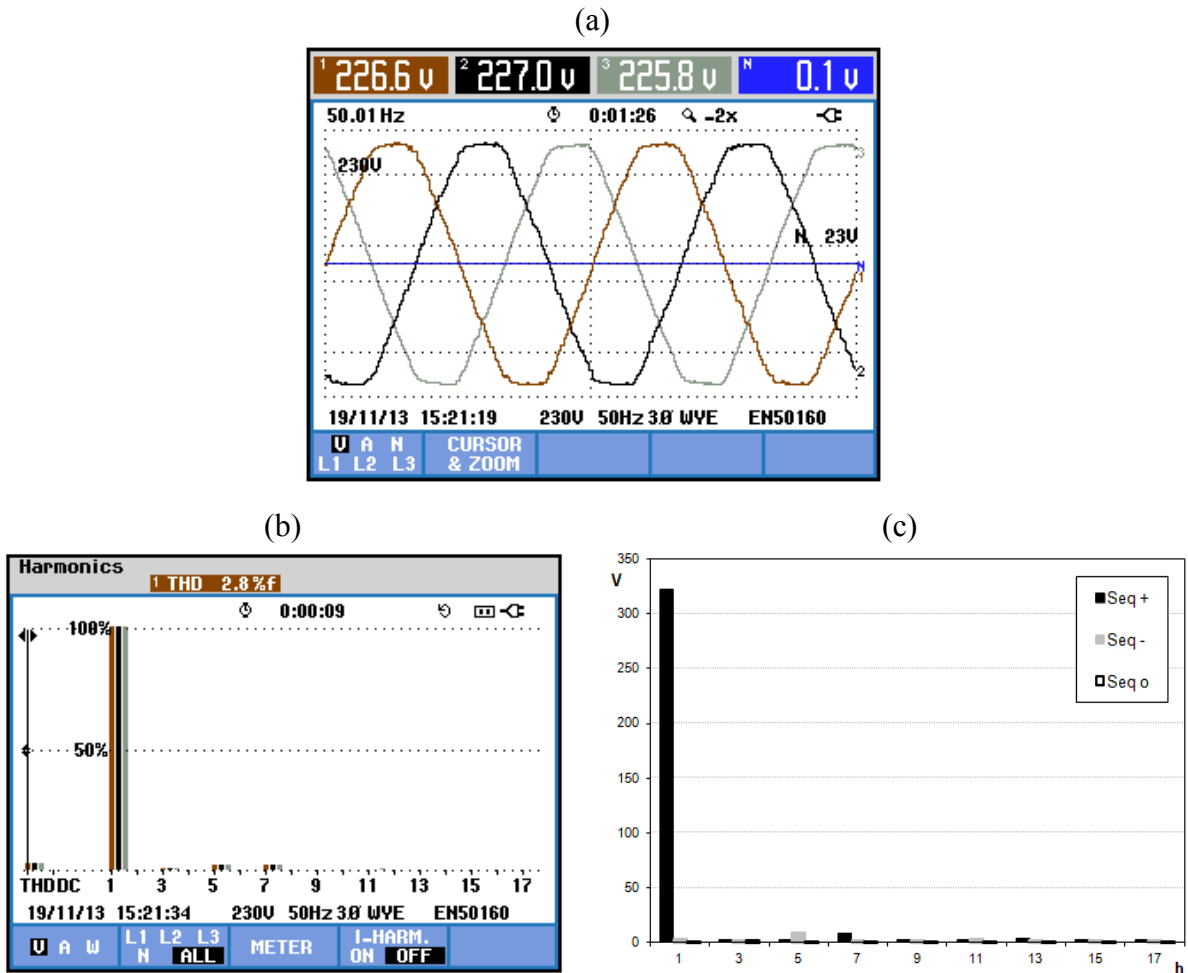 (a)
1 226.6 V 2 227.0 V 3 225.8 V N 0.1 V
50.01Hz 0:01:26 -2x
3
230V
N 23V
N
1
2
19/11/13 15:21:19 230V 50Hz 3Ø WYE EN50160
V A N
L1 L2 L3
CURSOR
& ZOOM
(b)
Harmonics
1 THD 2.8%f
0:00:09
100%
50%
THDDC 1 3 5 7 9 11 13 15 17
19/11/13 15:21:34 230V 50Hz 3Ø WYE EN50160
V A W
L1 L2 L3
N ALL
METER
I-HARM.
ON OFF
(c)
350
V
300
250
200
150
100
50
0
1 3 5 7 9 11 13 15 17
h
Seq +
Seq -
Seq o